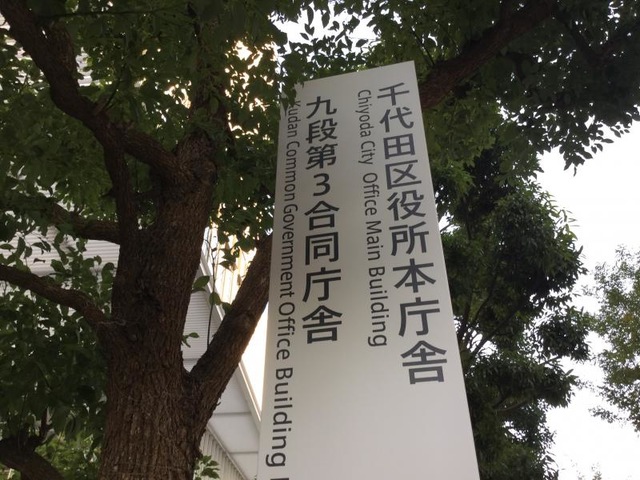 千代田区役所本庁舎
Chiyoda City Office Main Building
九段第3合同庁舎
Kudan Common Government Office Building